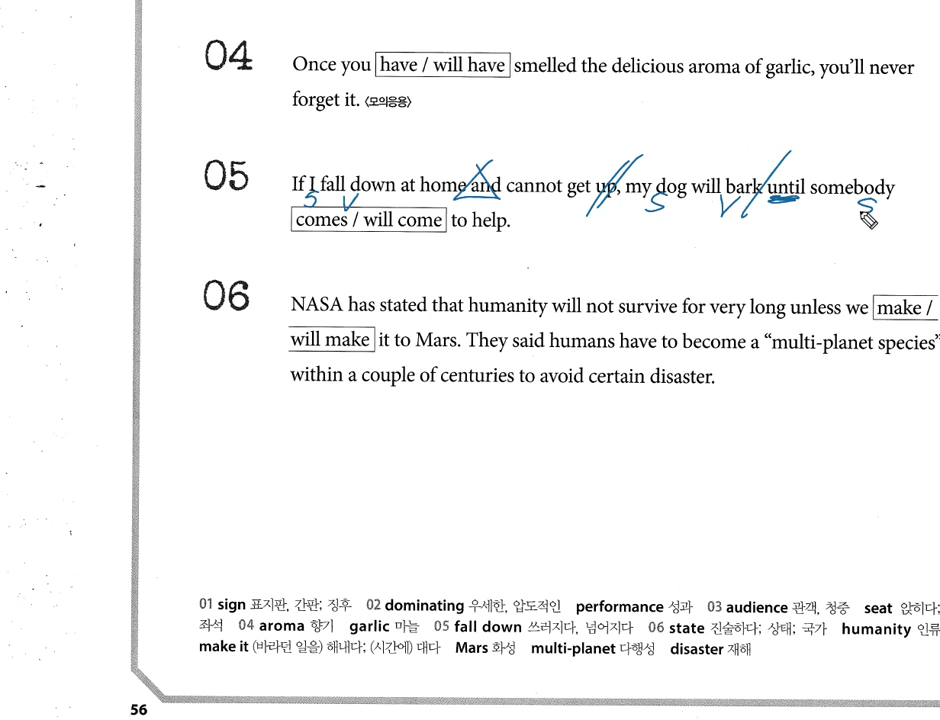 04 Once you have / will have smelled the delicious aroma of garlic, you'll never
forget it. <모의응용>
05 If I fall down at home and cannot get up, my dog will bark until somebody
S V S V S
comes / will come to help.
06 NASA has stated that humanity will not survive for very long unless we make /
will make it to Mars. They said humans have to become a “multi-planet species”
within a couple of centuries to avoid certain disaster.
01 sign 표지판, 간판; 징후 02 dominating 우세한, 압도적인 performance 성과 03 audience 관객, 청중 seat 앉히다;
좌석 04 aroma 향기 garlic 마늘 05 fall down 쓰러지다, 넘어지다 06 state 진술하다; 상태; 국가 humanity 인류
make it (바라던 일을) 해내다; (시간에) 대다 Mars 화성 multi-planet 다행성 disaster 재해
56